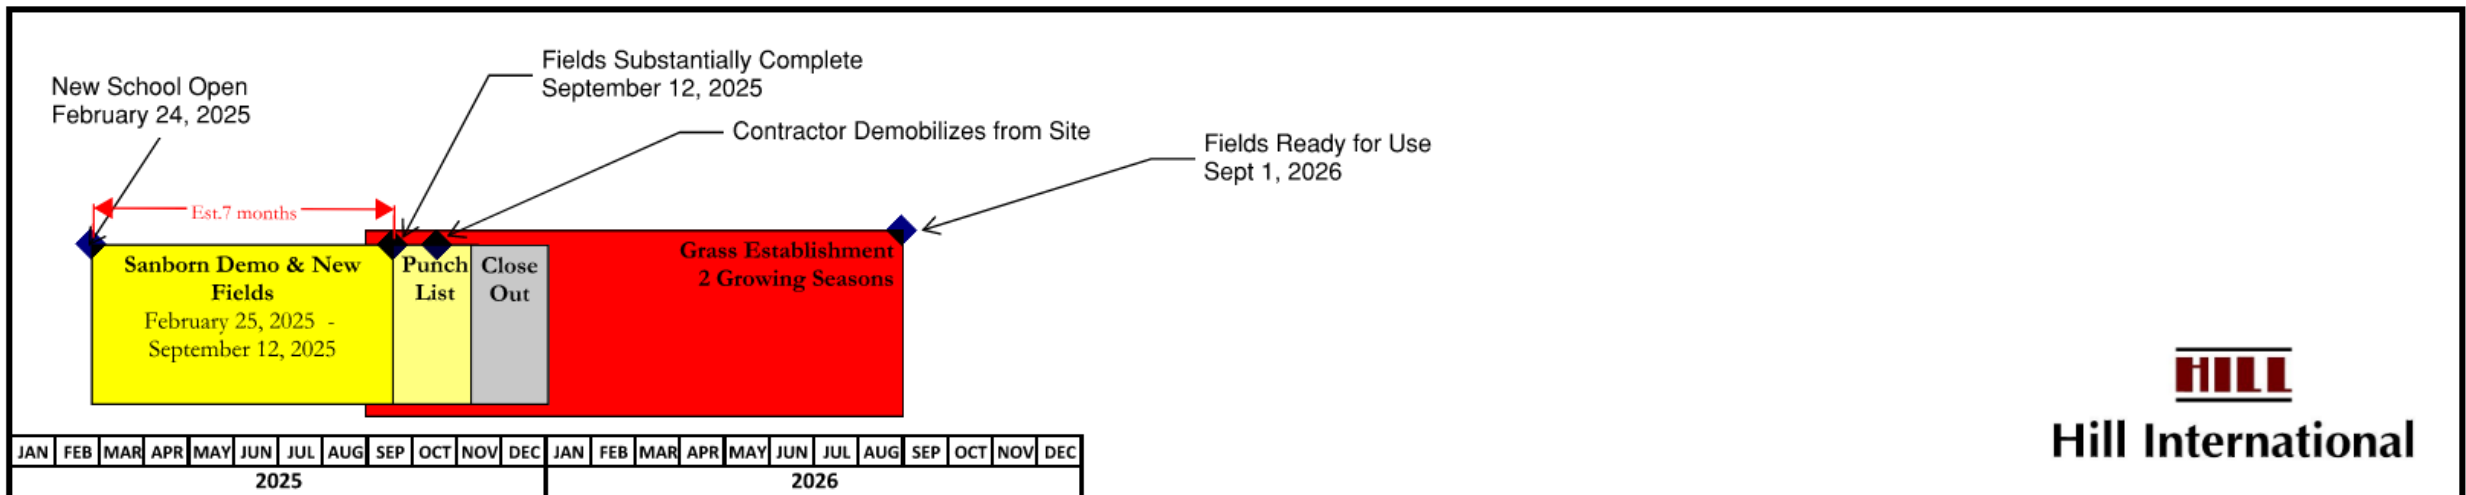 Fields Substantially Complete
September 12, 2025
New School Open
February 24, 2025
Contractor Demobilizes from Site
Fields Ready for Use
Sept 1, 2026
Est.7 months
Sanborn Demo & New
Fields
February 25, 2025 -
September 12, 2025
Punch
List
Close
Out
Grass Establishment
2 Growing Seasons
HILL
Hill International
JAN FEB MAR APR MAY JUN JUL AUG SEP OCT NOV DEC JAN FEB MAR APR MAY JUN JUL AUG SEP OCT NOV DEC
2025 2026